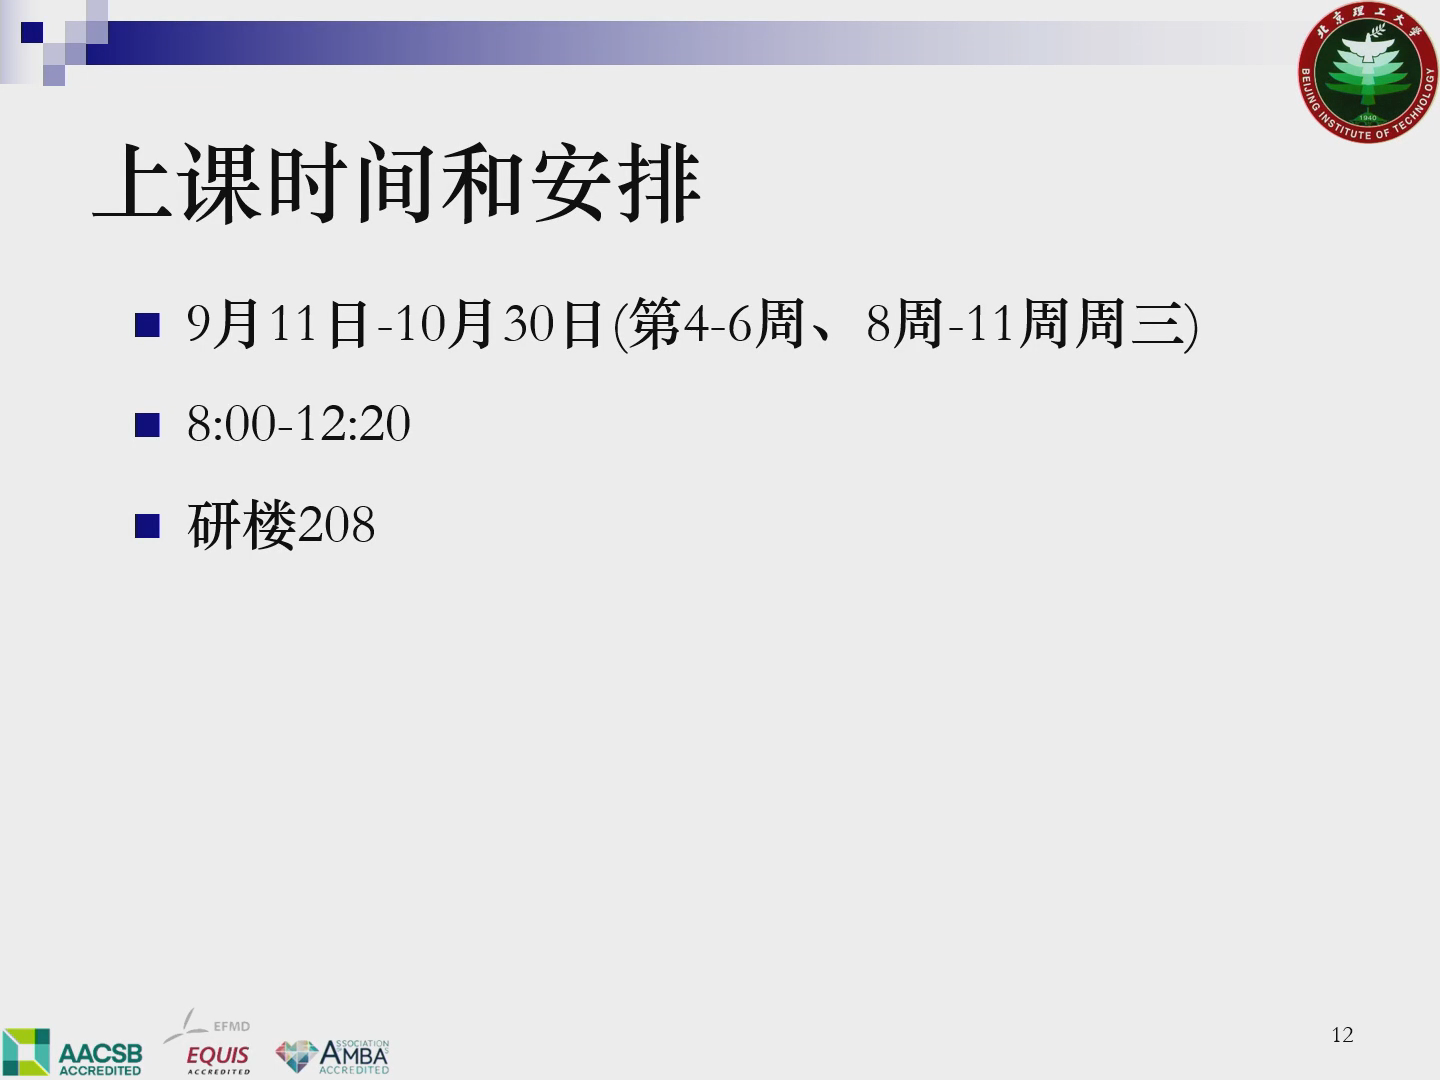 北京理工大学
BEIJING INSTITUTE OF TECHNOLOGY
1940
上课时间和安排
9月11日-10月30日(第4-6周、8周-11周周三)
8:00-12:20
研楼208
AACSB
ACCREDITED
EFMD
EQUIS
ACCREDITED
ASSOCIATION
AMBA'S
ACCREDITED
12